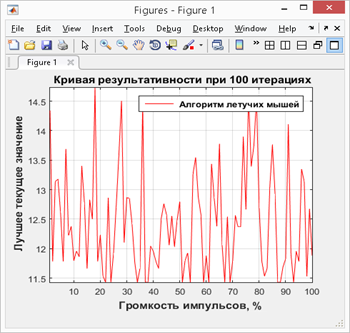 Figures - Figure 1
File Edit View Insert Tools Debug Desktop Window Help
Figure 1
Кривая результативности при 100 итерациях
Алгоритм летучих мышей
Лучшее текущее значение
14.5
14
13.5
13
12.5
12
11.5
10 20 30 40 50 60 70 80 90 100
Громкость импульсов, %